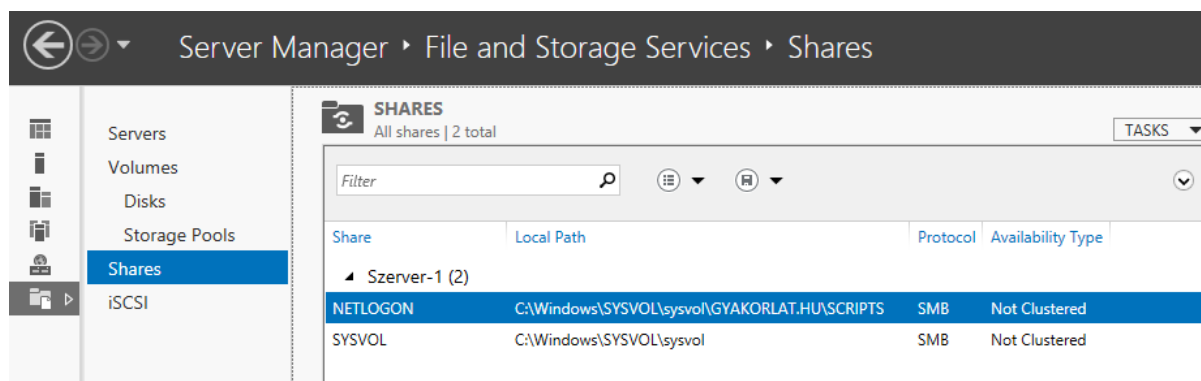 Server Manager ‣ File and Storage Services ‣ Shares
Servers
Volumes
Disks
Storage Pools
Shares
iSCSI
SHARES
All shares | 2 total
TASKS
Filter
Share Local Path Protocol Availability Type
Szerver-1 (2)
NETLOGON C:\Windows\SYSVOL\sysvol\GYAKORLAT.HU\SCRIPTS SMB Not Clustered
SYSVOL C:\Windows\SYSVOL\sysvol SMB Not Clustered